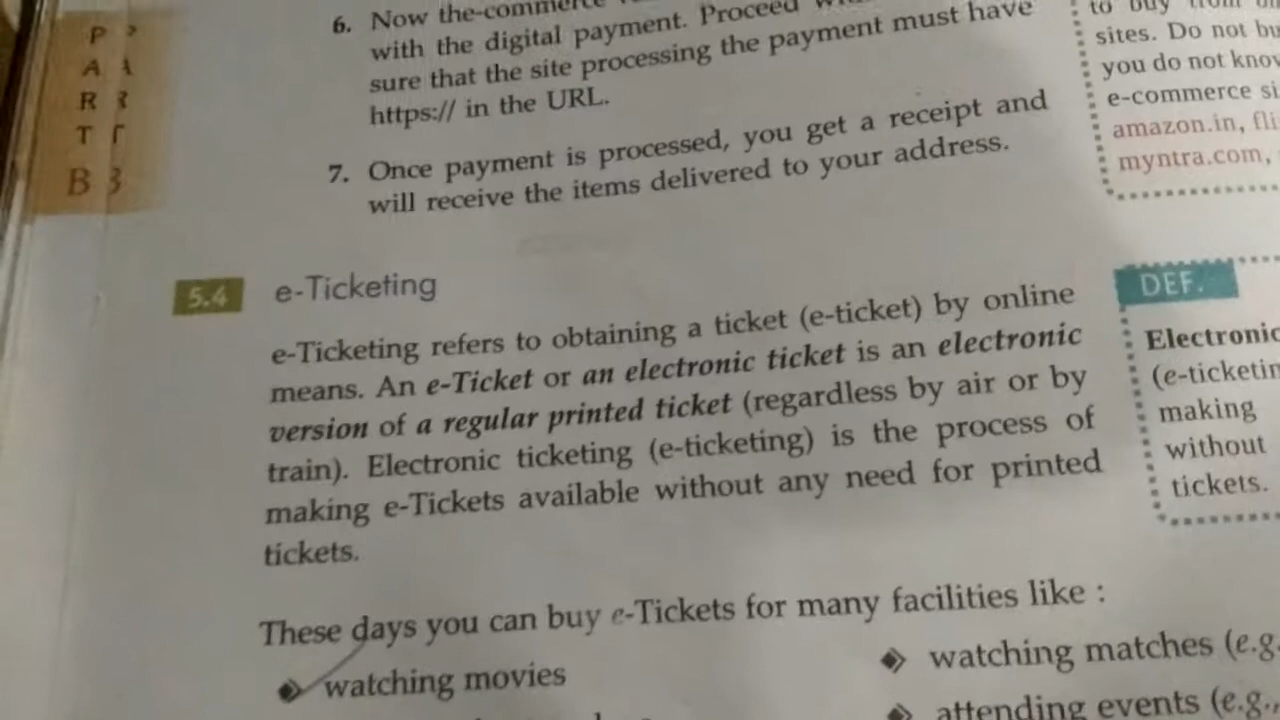 P
A
R
T
B
6. Now the-commerce
with the digital payment. Proceed
sure that the site processing the payment must have
https:// in the URL.
7. Once payment is processed, you get a receipt and
will receive the items delivered to your address.
to buy from
sites. Do not
you do not
e-commerce
amazon.in,
myntra.com,
5.4 e-Ticketing
e-Ticketing refers to obtaining a ticket (e-ticket) by online
means. An e-Ticket or an electronic ticket is an electronic
version of a regular printed ticket (regardless by air or by
train). Electronic ticketing (e-ticketing) is the process of
making e-Tickets available without any need for printed
tickets.
DEF.
Electronic
making
without
tickets.
These days you can buy e-Tickets for many facilities like :
watching movies
watching matches (e.g.
attending events (e.g.,